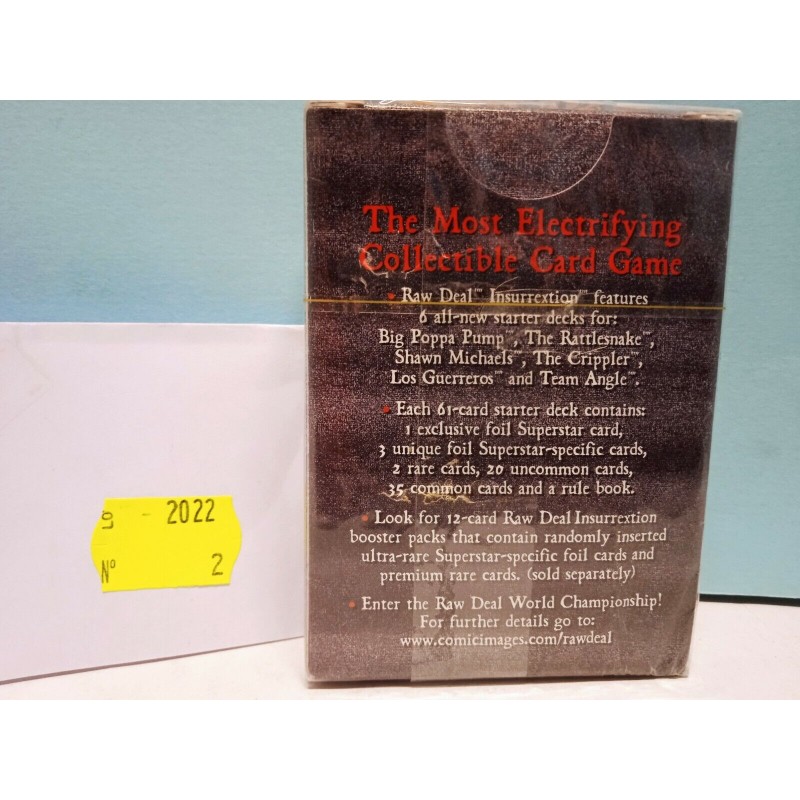 The Most Electrifying
Collectible Card Game
• Raw Deal™ Insurrextion™ features
6 all-new starter decks for:
Big Poppa Pump™, The Rattlesnake™,
Shawn Michaels™, The Crippler™,
Los Guerreros™ and Team Angle™.
• Each 61-card starter deck contains:
1 exclusive foil Superstar card,
3 unique foil Superstar-specific cards,
2 rare cards, 20 uncommon cards,
35 common cards and a rule book.
• Look for 12-card Raw Deal Insurrextion
booster packs that contain randomly inserted
ultra-rare Superstar-specific foil cards and
premium rare cards. (sold separately)
• Enter the Raw Deal World Championship!
For further details go to:
www.comicimages.com/rawdeal
9 - 2022
Nº 2